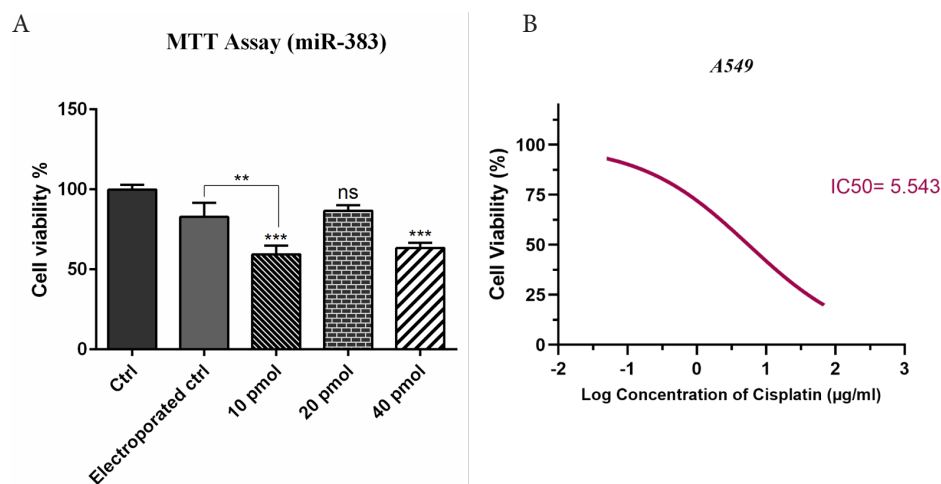 A
MTT Assay (miR-383)
Cell viability %
150
100
50
0
**
***
ns
***
Ctrl
Electroporated ctrl
10 pmol
20 pmol
40 pmol
B
A549
Cell Viability (%)
100
75
50
25
0
IC50= 5.543
-2 -1 0 1 2 3
Log Concentration of Cisplatin (µg/ml)